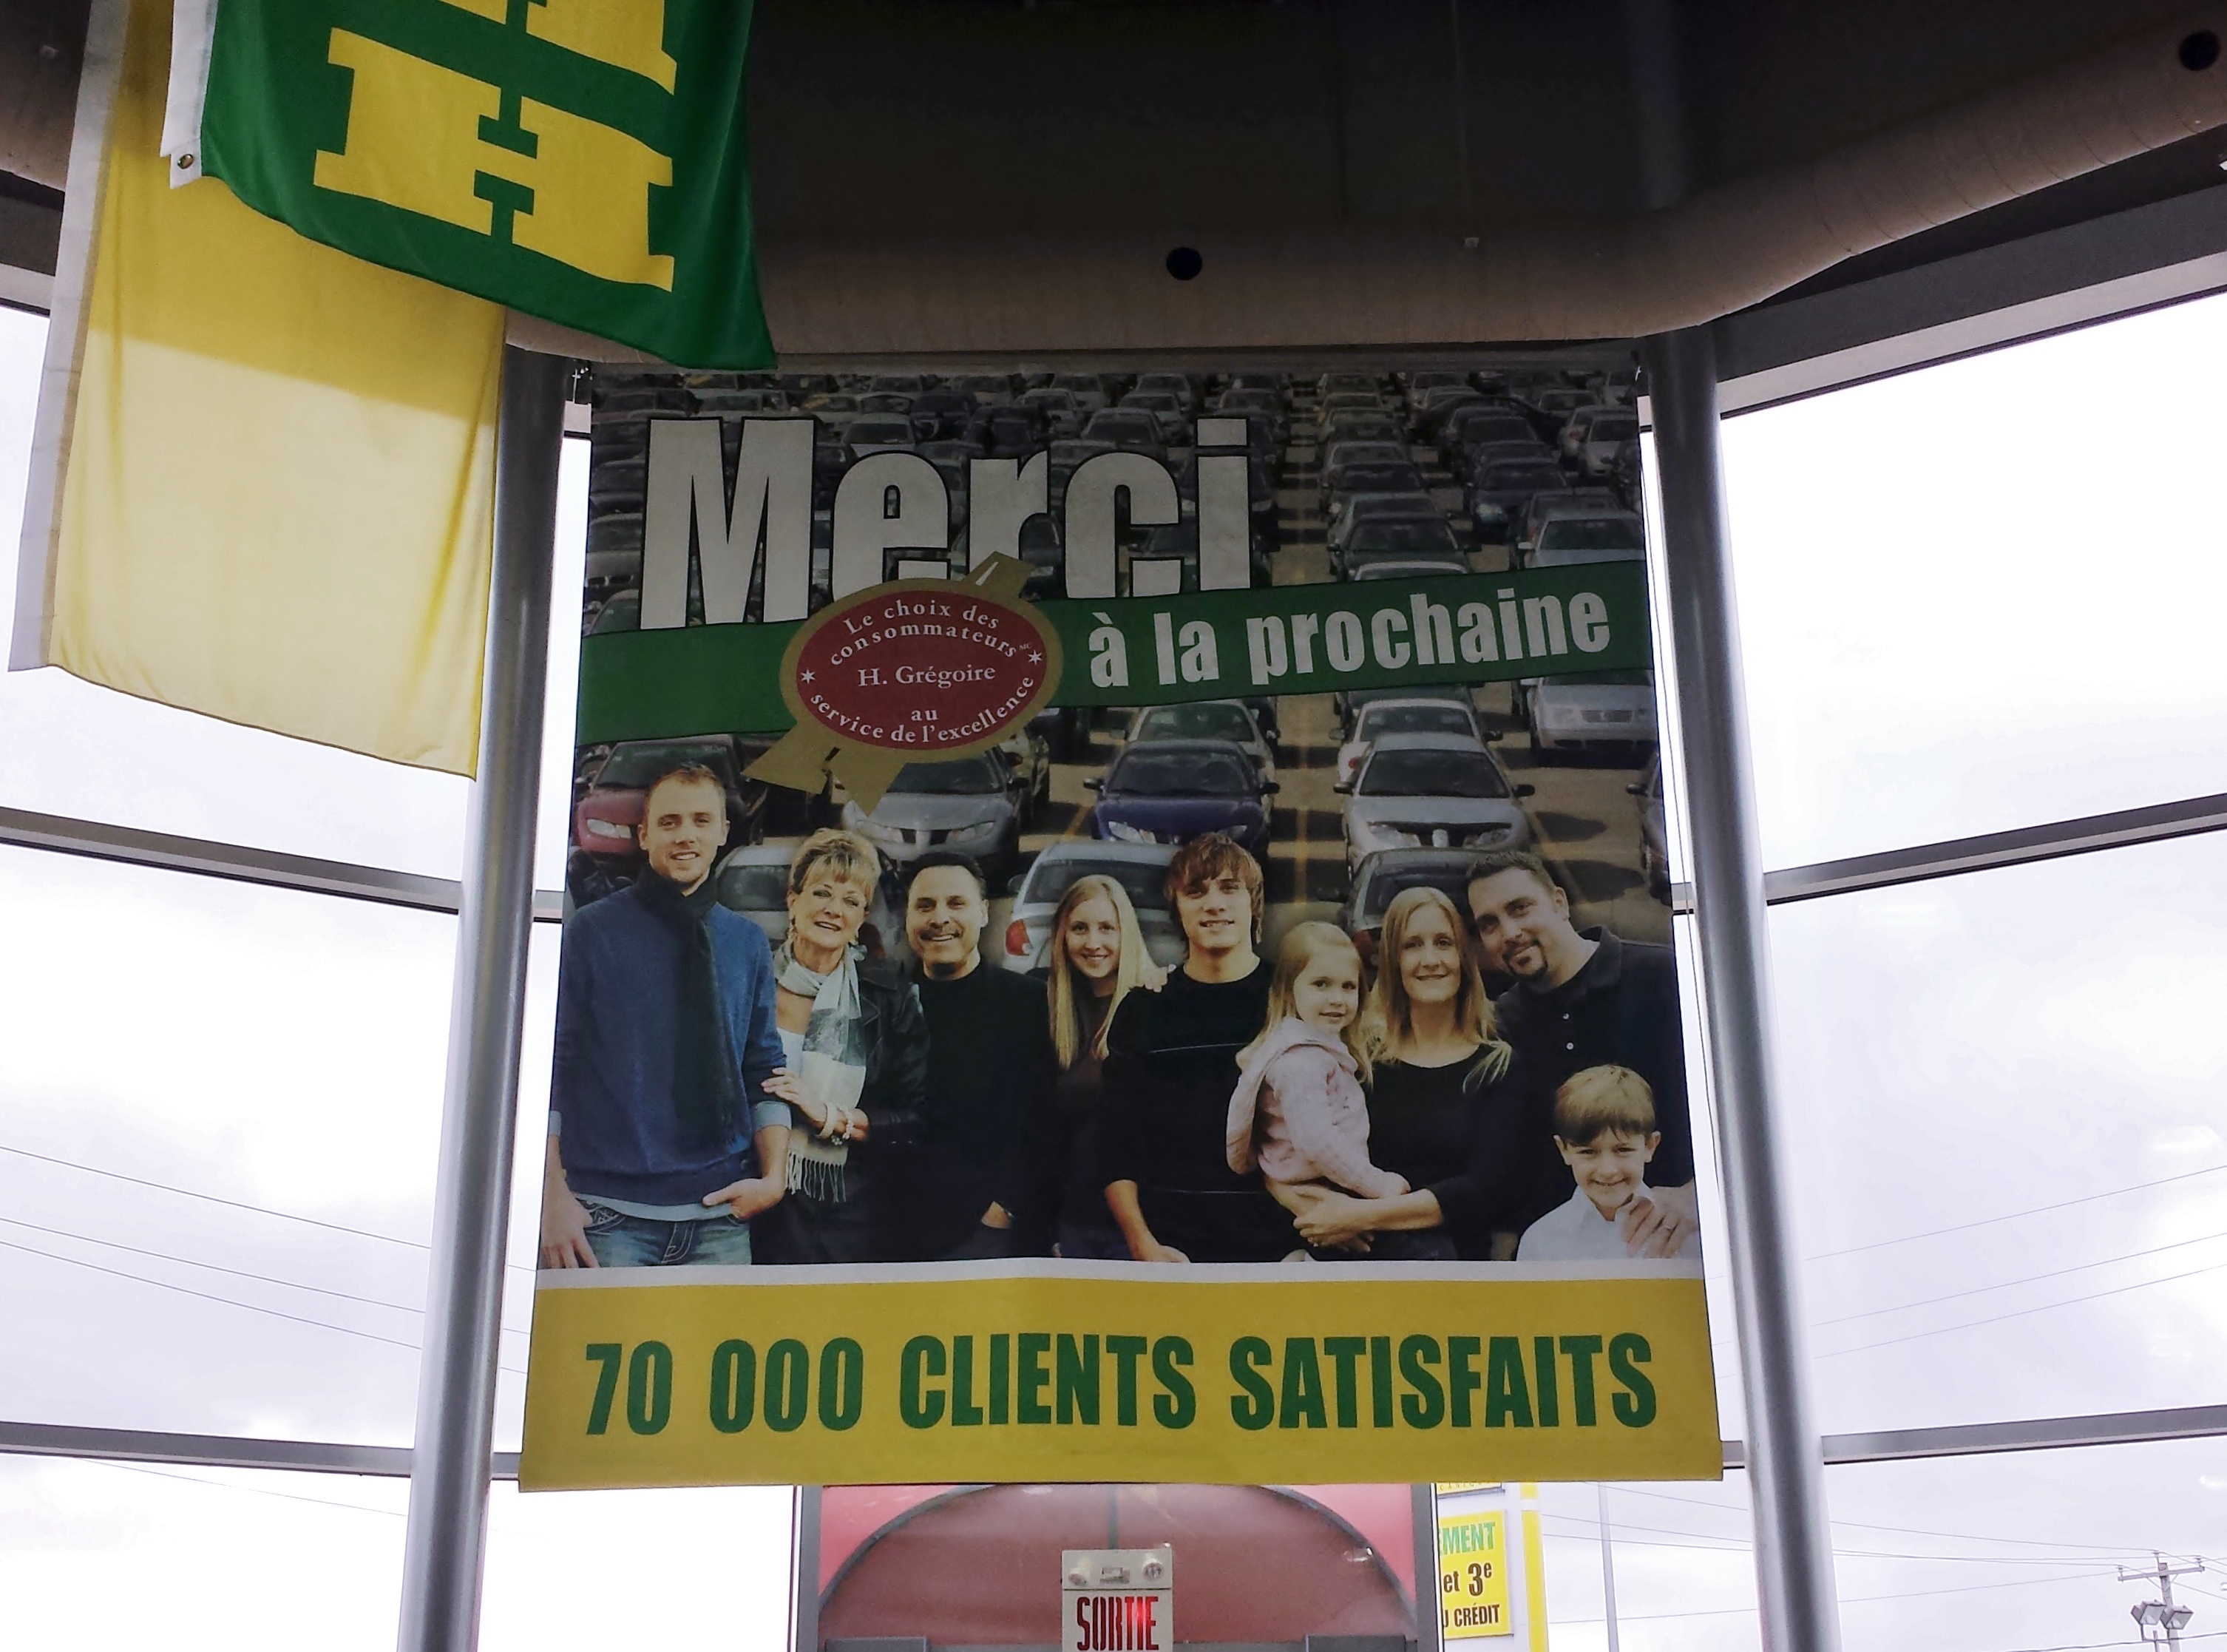 H
Merci
à la prochaine
Le choix des
consommateurs MC
H. Grégoire
au
service de l'excellence
70 000 CLIENTS SATISFAITS
MENT
et 3e
CRÉDIT
SORTIE